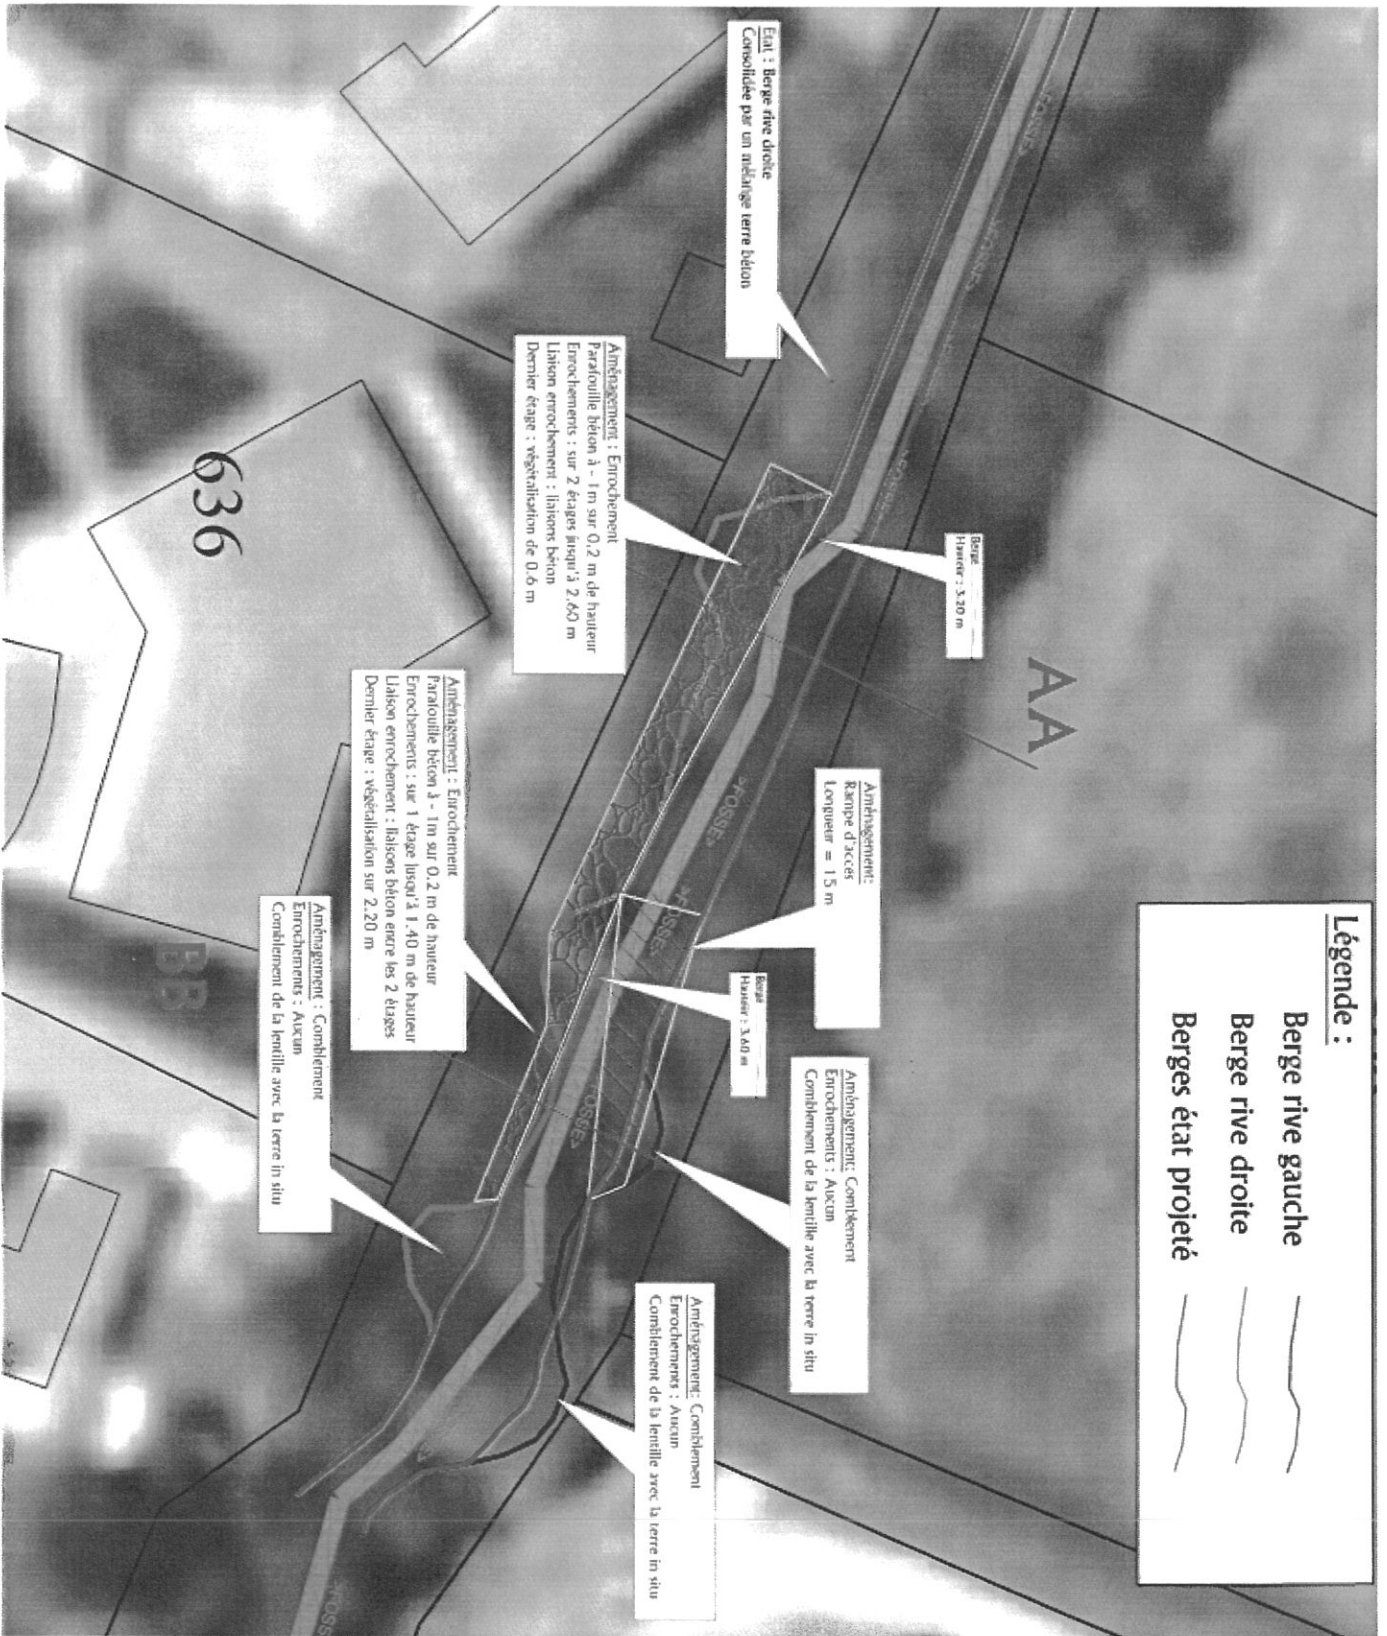 Légende :
Berge rive gauche
Berge rive droite
Berges état projeté
AA
Berge
Hauteur : 3.20 m
Aménagement:
Rampe d'accès
Longueur = 15 m
Aménagement: Comblement
Enrochements : Aucun
Comblement de la lentille avec la terre in situ
Etat : Berge rive droite
Consolidée par un mélange terre béton
Berge
Hauteur : 3.60 m
Aménagement: Comblement
Enrochements : Aucun
Comblement de la lentille avec la terre in situ
Aménagement : Enrochement
Parafouille béton à - 1m sur 0.2 m de hauteur
Enrochements : sur 2 étages jusqu'à 2.60 m
Liaison enrochement : liaisons béton
Dernier étage : végétalisation de 0.6 m
Aménagement : Enrochement
Parafouille béton à - 1m sur 0.2 m de hauteur
Enrochements : sur 1 étage jusqu'à 1.40 m de hauteur
Liaison enrochement : liaisons béton entre les 2 étages
Dernier étage : végétalisation sur 2.20 m
Aménagement : Comblement
Enrochements : Aucun
Comblement de la lentille avec la terre in situ
636
BB